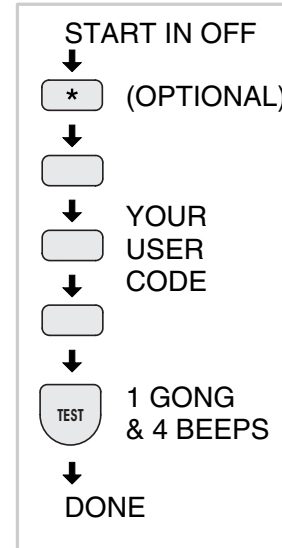 START IN OFF
* (OPTIONAL)
YOUR
USER
CODE
TEST
1 GONG
& 4 BEEPS
DONE